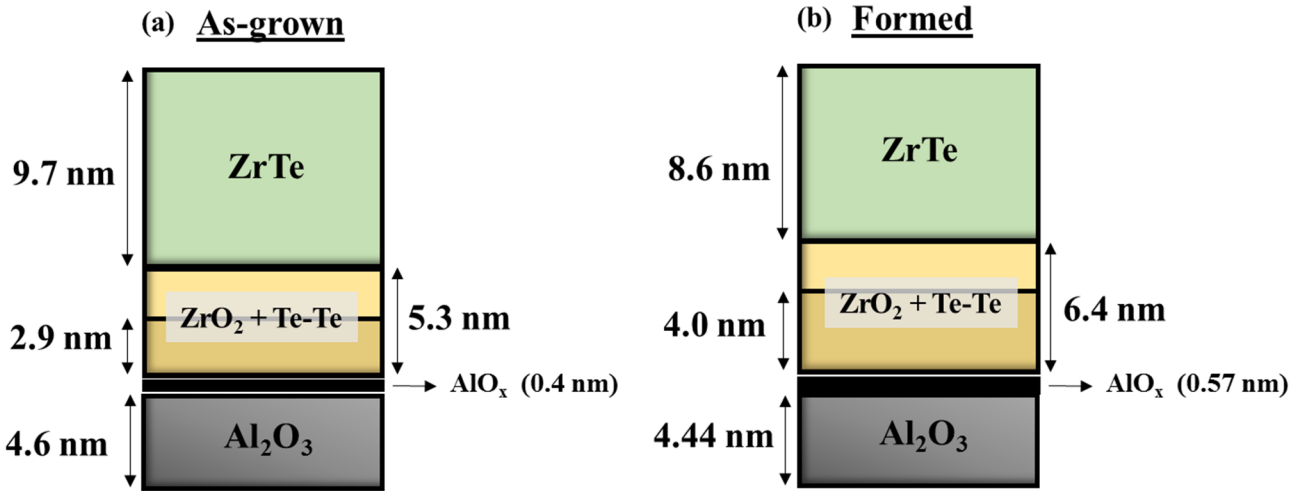 (a) As-grown
9.7 nm
ZrTe
ZrO₂ + Te-Te
5.3 nm
2.9 nm
AlOₓ (0.4 nm)
4.6 nm
Al₂O₃
(b) Formed
8.6 nm
ZrTe
ZrO₂ + Te-Te
6.4 nm
4.0 nm
AlOₓ (0.57 nm)
4.44 nm
Al₂O₃